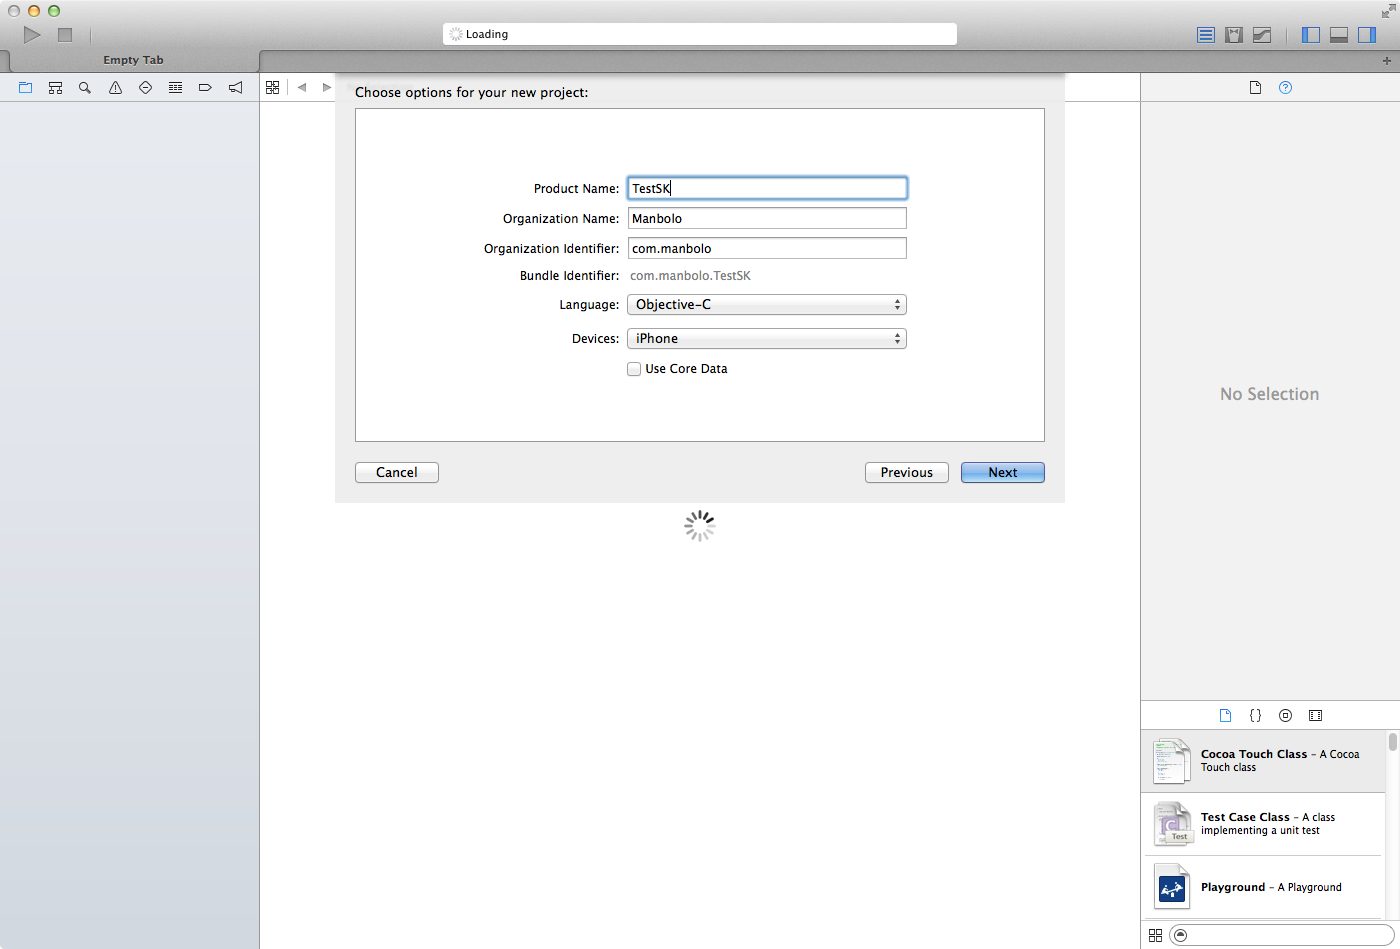 Loading
Empty Tab
Choose options for your new project:
Product Name: TestSK
Organization Name: Manbolo
Organization Identifier: com.manbolo
Bundle Identifier: com.manbolo.TestSK
Language: Objective-C
Devices: iPhone
Use Core Data
Cancel Previous Next
No Selection
{ }
Cocoa Touch Class – A Cocoa
Touch class
C
Test
Test Case Class – A class
implementing a unit test
Playground – A Playground